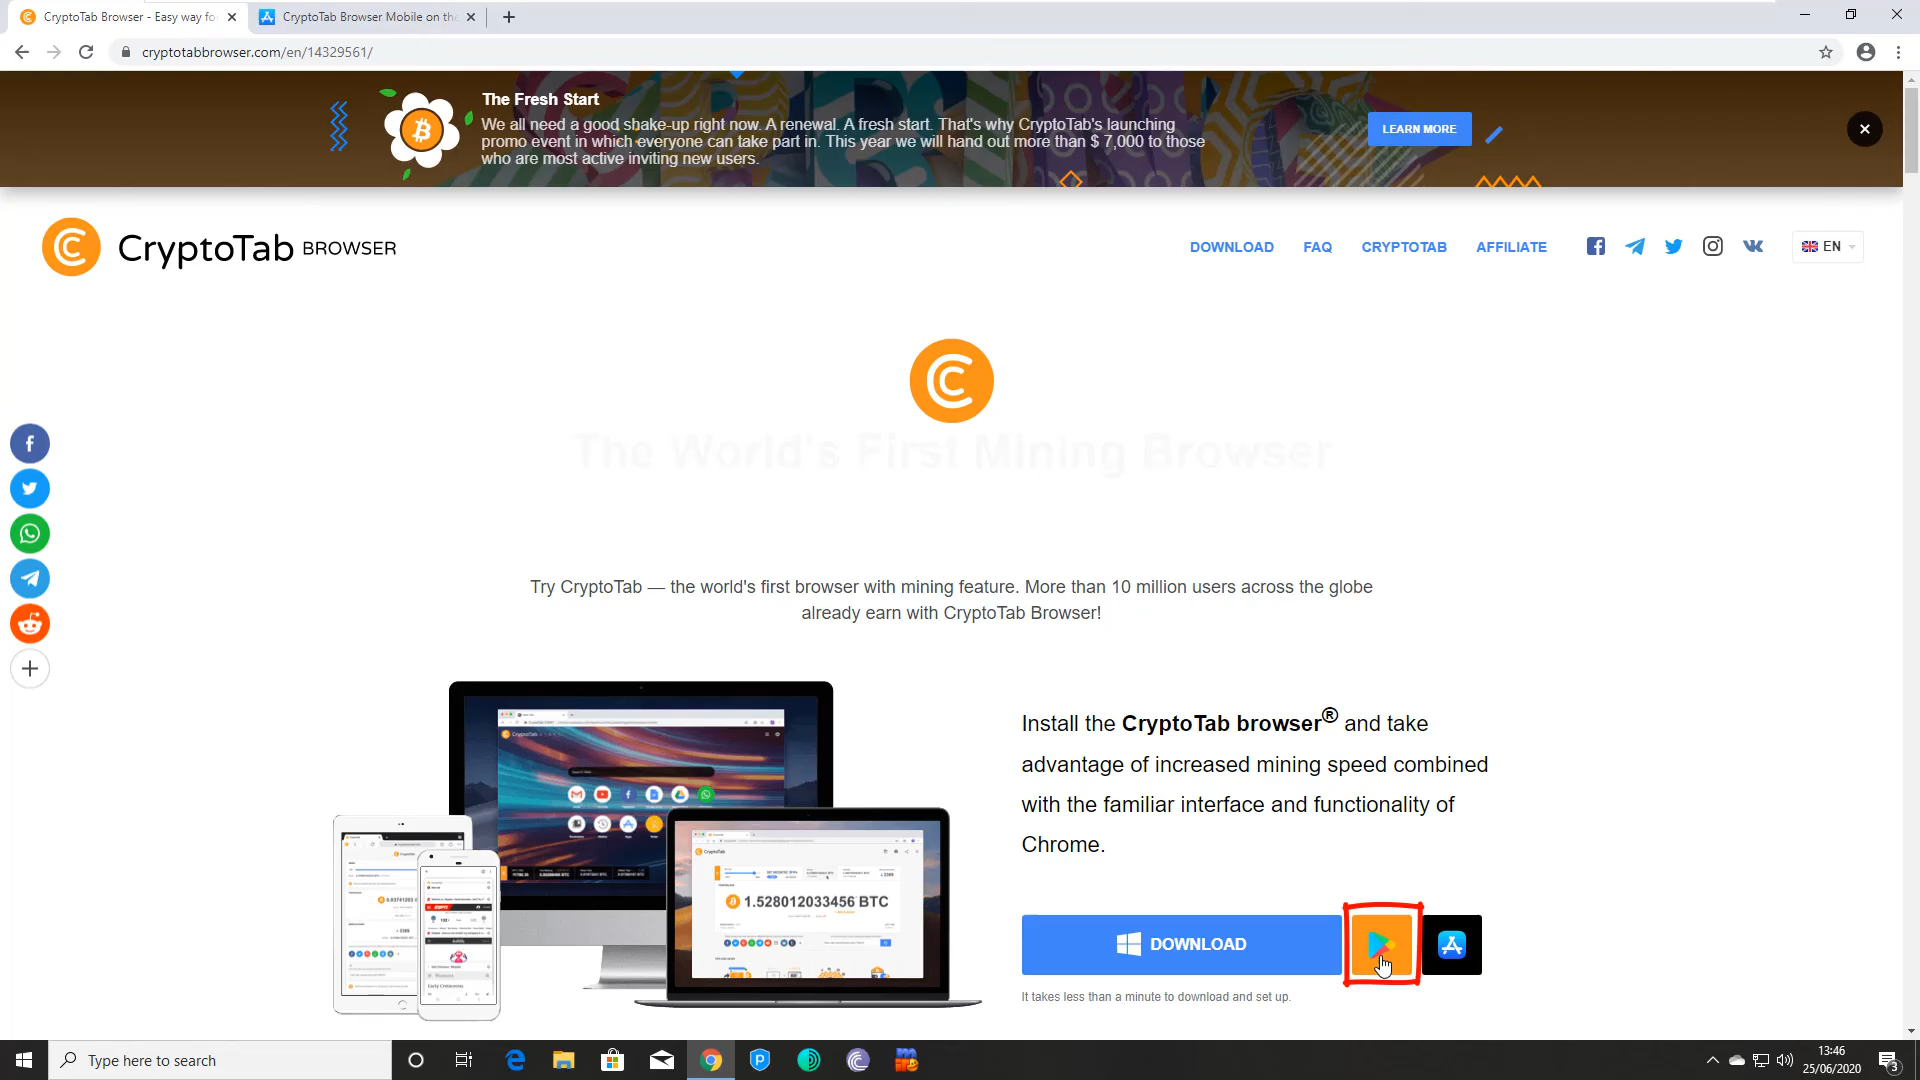 CryptoTab Browser - Easy way fo
CryptoTab Browser Mobile on the
cryptotabbrowser.com/en/14329561/
The Fresh Start
We all need a good shake-up right now. A renewal. A fresh start. That's why CryptoTab's launching
promo event in which everyone can take part in. This year we will hand out more than $ 7,000 to those
who are most active inviting new users.
LEARN MORE
CryptoTab BROWSER
DOWNLOAD
FAQ
CRYPTOTAB
AFFILIATE
EN
The World's First Mining Browser
Try CryptoTab — the world's first browser with mining feature. More than 10 million users across the globe
already earn with CryptoTab Browser!
Install the CryptoTab browser® and take
advantage of increased mining speed combined
with the familiar interface and functionality of
Chrome.
CryptoTab
CryptoTab
1.528012033456 BTC
DOWNLOAD
It takes less than a minute to download and set up.
Type here to search
13:46
25/06/2020
3